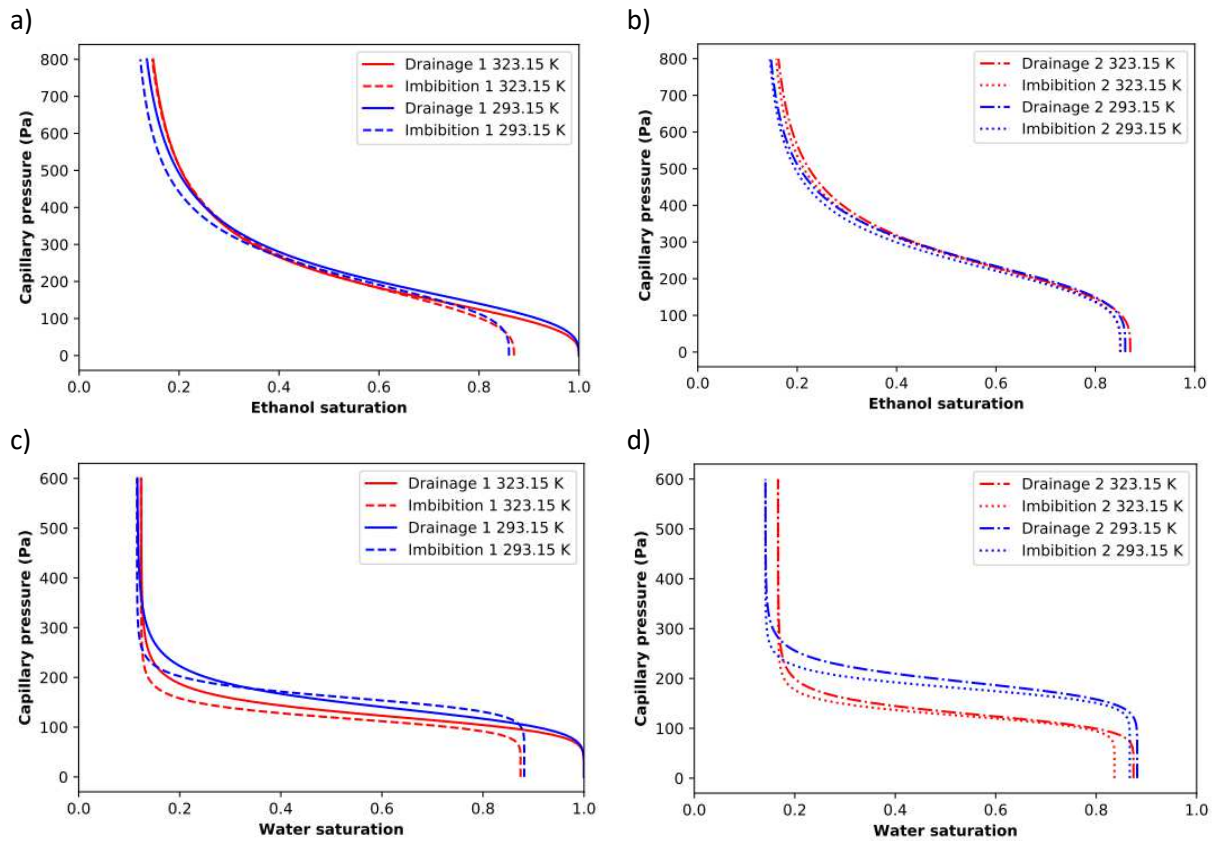 a)
800
700
600
500
400
300
200
100
0
Capillary pressure (Pa)
Drainage 1 323.15 K
Imbibition 1 323.15 K
Drainage 1 293.15 K
Imbibition 1 293.15 K
0.0 0.2 0.4 0.6 0.8 1.0
Ethanol saturation
b)
800
700
600
500
400
300
200
100
0
Capillary pressure (Pa)
Drainage 2 323.15 K
Imbibition 2 323.15 K
Drainage 2 293.15 K
Imbibition 2 293.15 K
0.0 0.2 0.4 0.6 0.8 1.0
Ethanol saturation
c)
600
500
400
300
200
100
0
Capillary pressure (Pa)
Drainage 1 323.15 K
Imbibition 1 323.15 K
Drainage 1 293.15 K
Imbibition 1 293.15 K
0.0 0.2 0.4 0.6 0.8 1.0
Water saturation
d)
600
500
400
300
200
100
0
Capillary pressure (Pa)
Drainage 2 323.15 K
Imbibition 2 323.15 K
Drainage 2 293.15 K
Imbibition 2 293.15 K
0.0 0.2 0.4 0.6 0.8 1.0
Water saturation